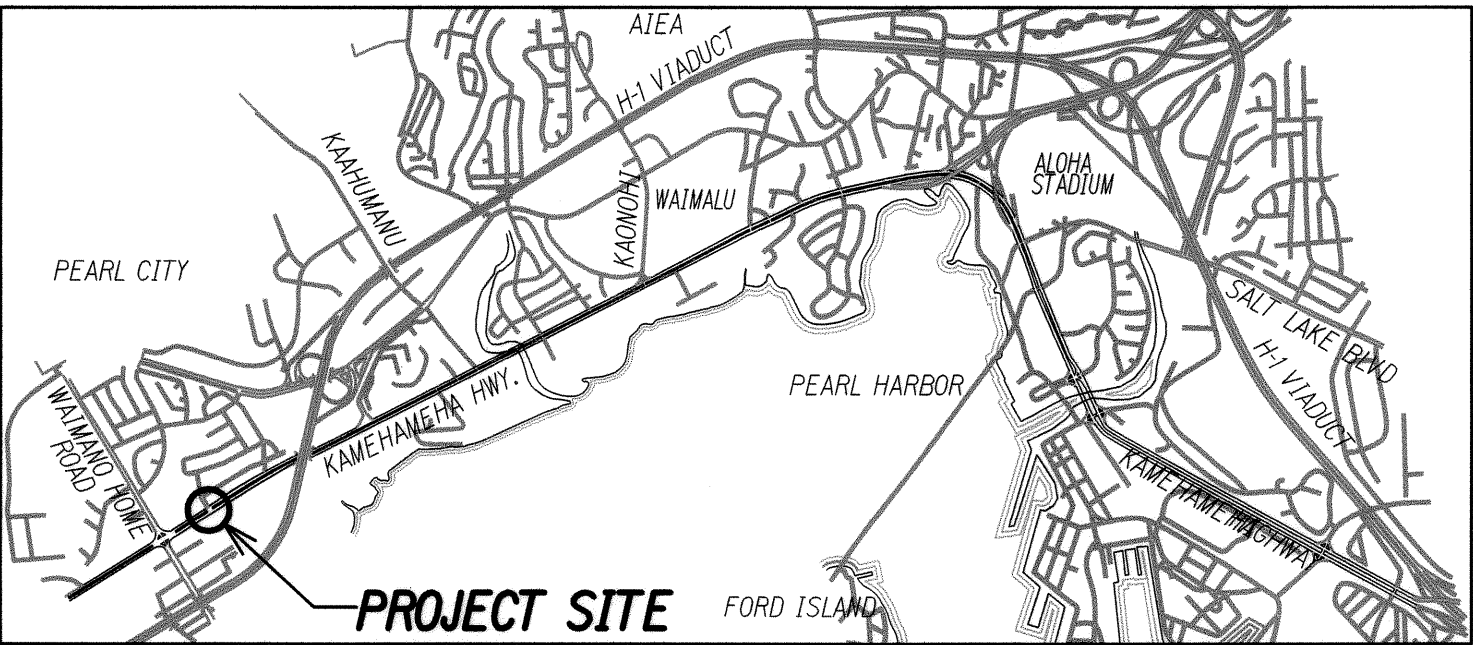 AIEA
H-1 VIADUCT
KAAHUMANU
KAONOHI
WAIMALU
ALOHA
STADIUM
PEARL CITY
SALT LAKE BLVD
H-1 VIADUCT
PEARL HARBOR
KAMEHAMEHA HWY.
WAIMANO HOME
ROAD
KAMEHAMEHA HIGHWAY
PROJECT SITE
FORD ISLAND